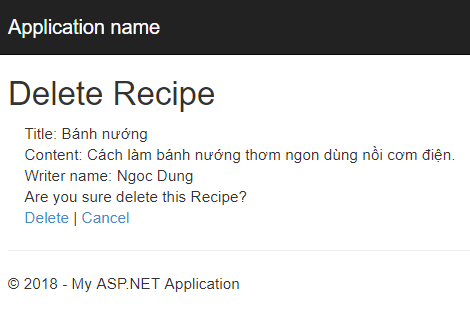 Application name
Delete Recipe
Title: Bánh nướng
Content: Cách làm bánh nướng thơm ngon dùng nồi cơm điện.
Writer name: Ngoc Dung
Are you sure delete this Recipe?
Delete | Cancel
© 2018 - My ASP.NET Application